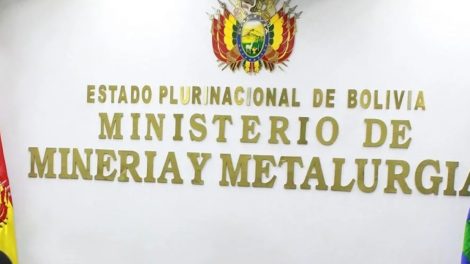 ESTADO PLURINACIONAL DE BOLIVIA
MINISTERIO DE
MINERIA Y METALURGIA